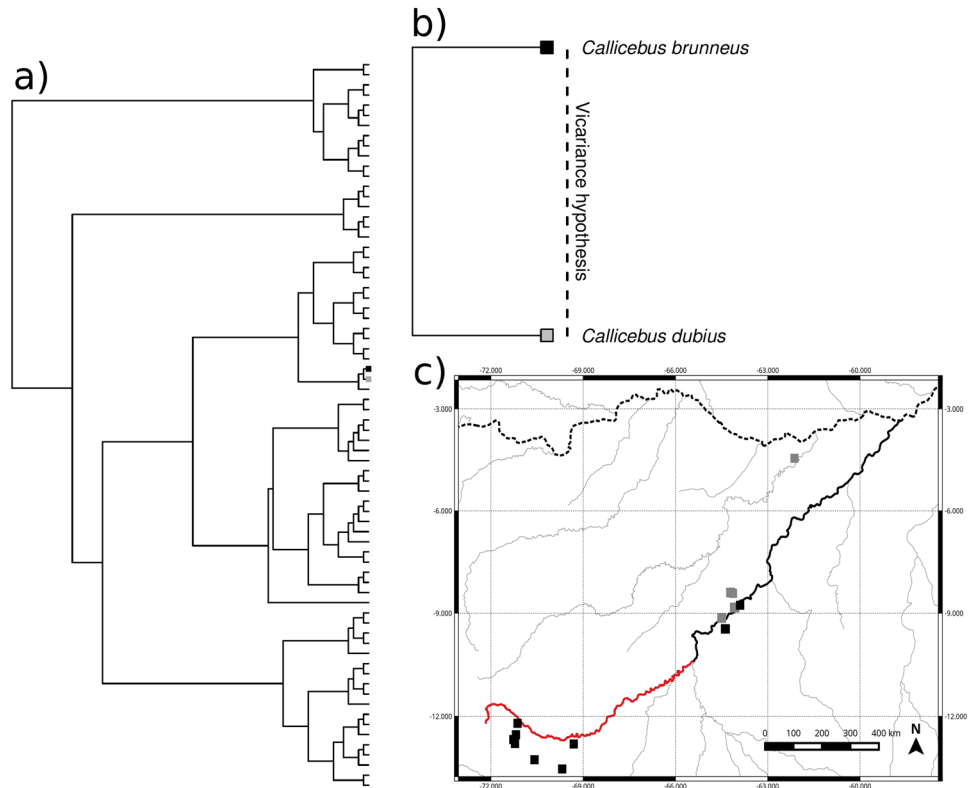 a)
b)
Callicebus brunneus
Vicariance hypothesis
Callicebus dubius
c)
-72.000 -69.000 -66.000 -63.000 -60.000
-3.000 -3.000
-6.000 -6.000
-9.000 -9.000
-12.000 -12.000
0 100 200 300 400 km
N
-72.000 -69.000 -66.000 -63.000 -60.000